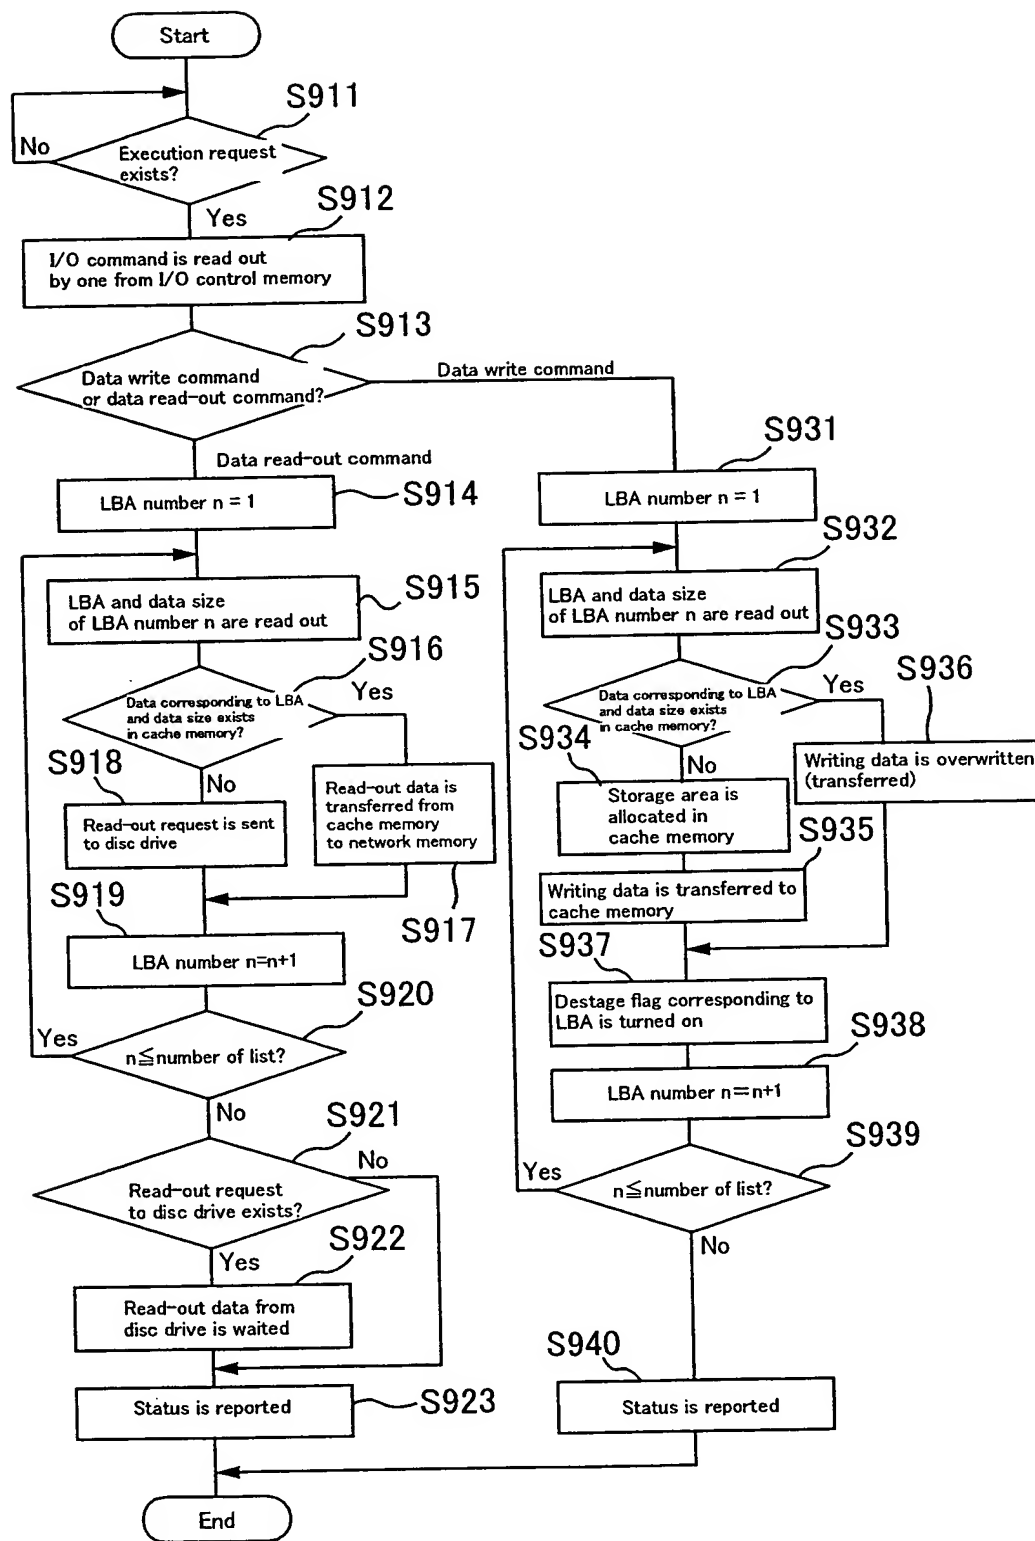 Start
S911
No
Execution request
exists?
S912
Yes
I/O command is read out
by one from I/O control memory
S913
Data write command
or data read-out command?
Data write command
Data read-out command
S914
LBA number n = 1
S915
LBA and data size
of LBA number n are read out
S916
Data corresponding to LBA
and data size exists
in cache memory?
Yes
S918
No
Read-out request is sent
to disc drive
Read-out data is
transferred from
cache memory
to network memory
S917
S919
LBA number n=n+1
S920
Yes
n≦number of list?
No
S921
No
Read-out request
to disc drive exists?
Yes
S922
Read-out data from
disc drive is waited
Status is reported
S923
S931
LBA number n = 1
S932
LBA and data size
of LBA number n are read out
S933
Data corresponding to LBA
and data size exists
in cache memory?
Yes
S936
Writing data is overwritten
(transferred)
S934
No
Storage area is
allocated in
cache memory
S935
Writing data is transferred to
cache memory
S937
Destage flag corresponding to
LBA is turned on
S938
LBA number n=n+1
S939
Yes
n≦number of list?
No
S940
Status is reported
End